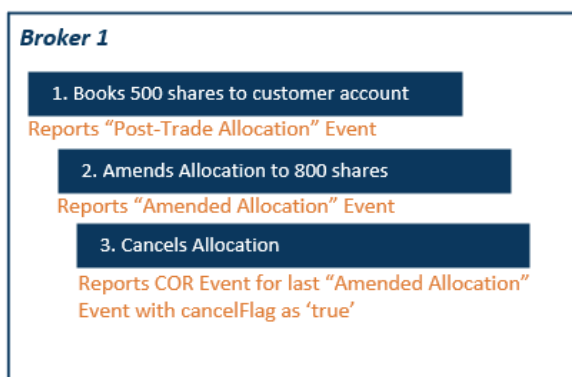 Broker 1
1. Books 500 shares to customer account
Reports “Post-Trade Allocation” Event
2. Amends Allocation to 800 shares
Reports “Amended Allocation” Event
3. Cancels Allocation
Reports COR Event for last “Amended Allocation”
Event with cancelFlag as ‘true’